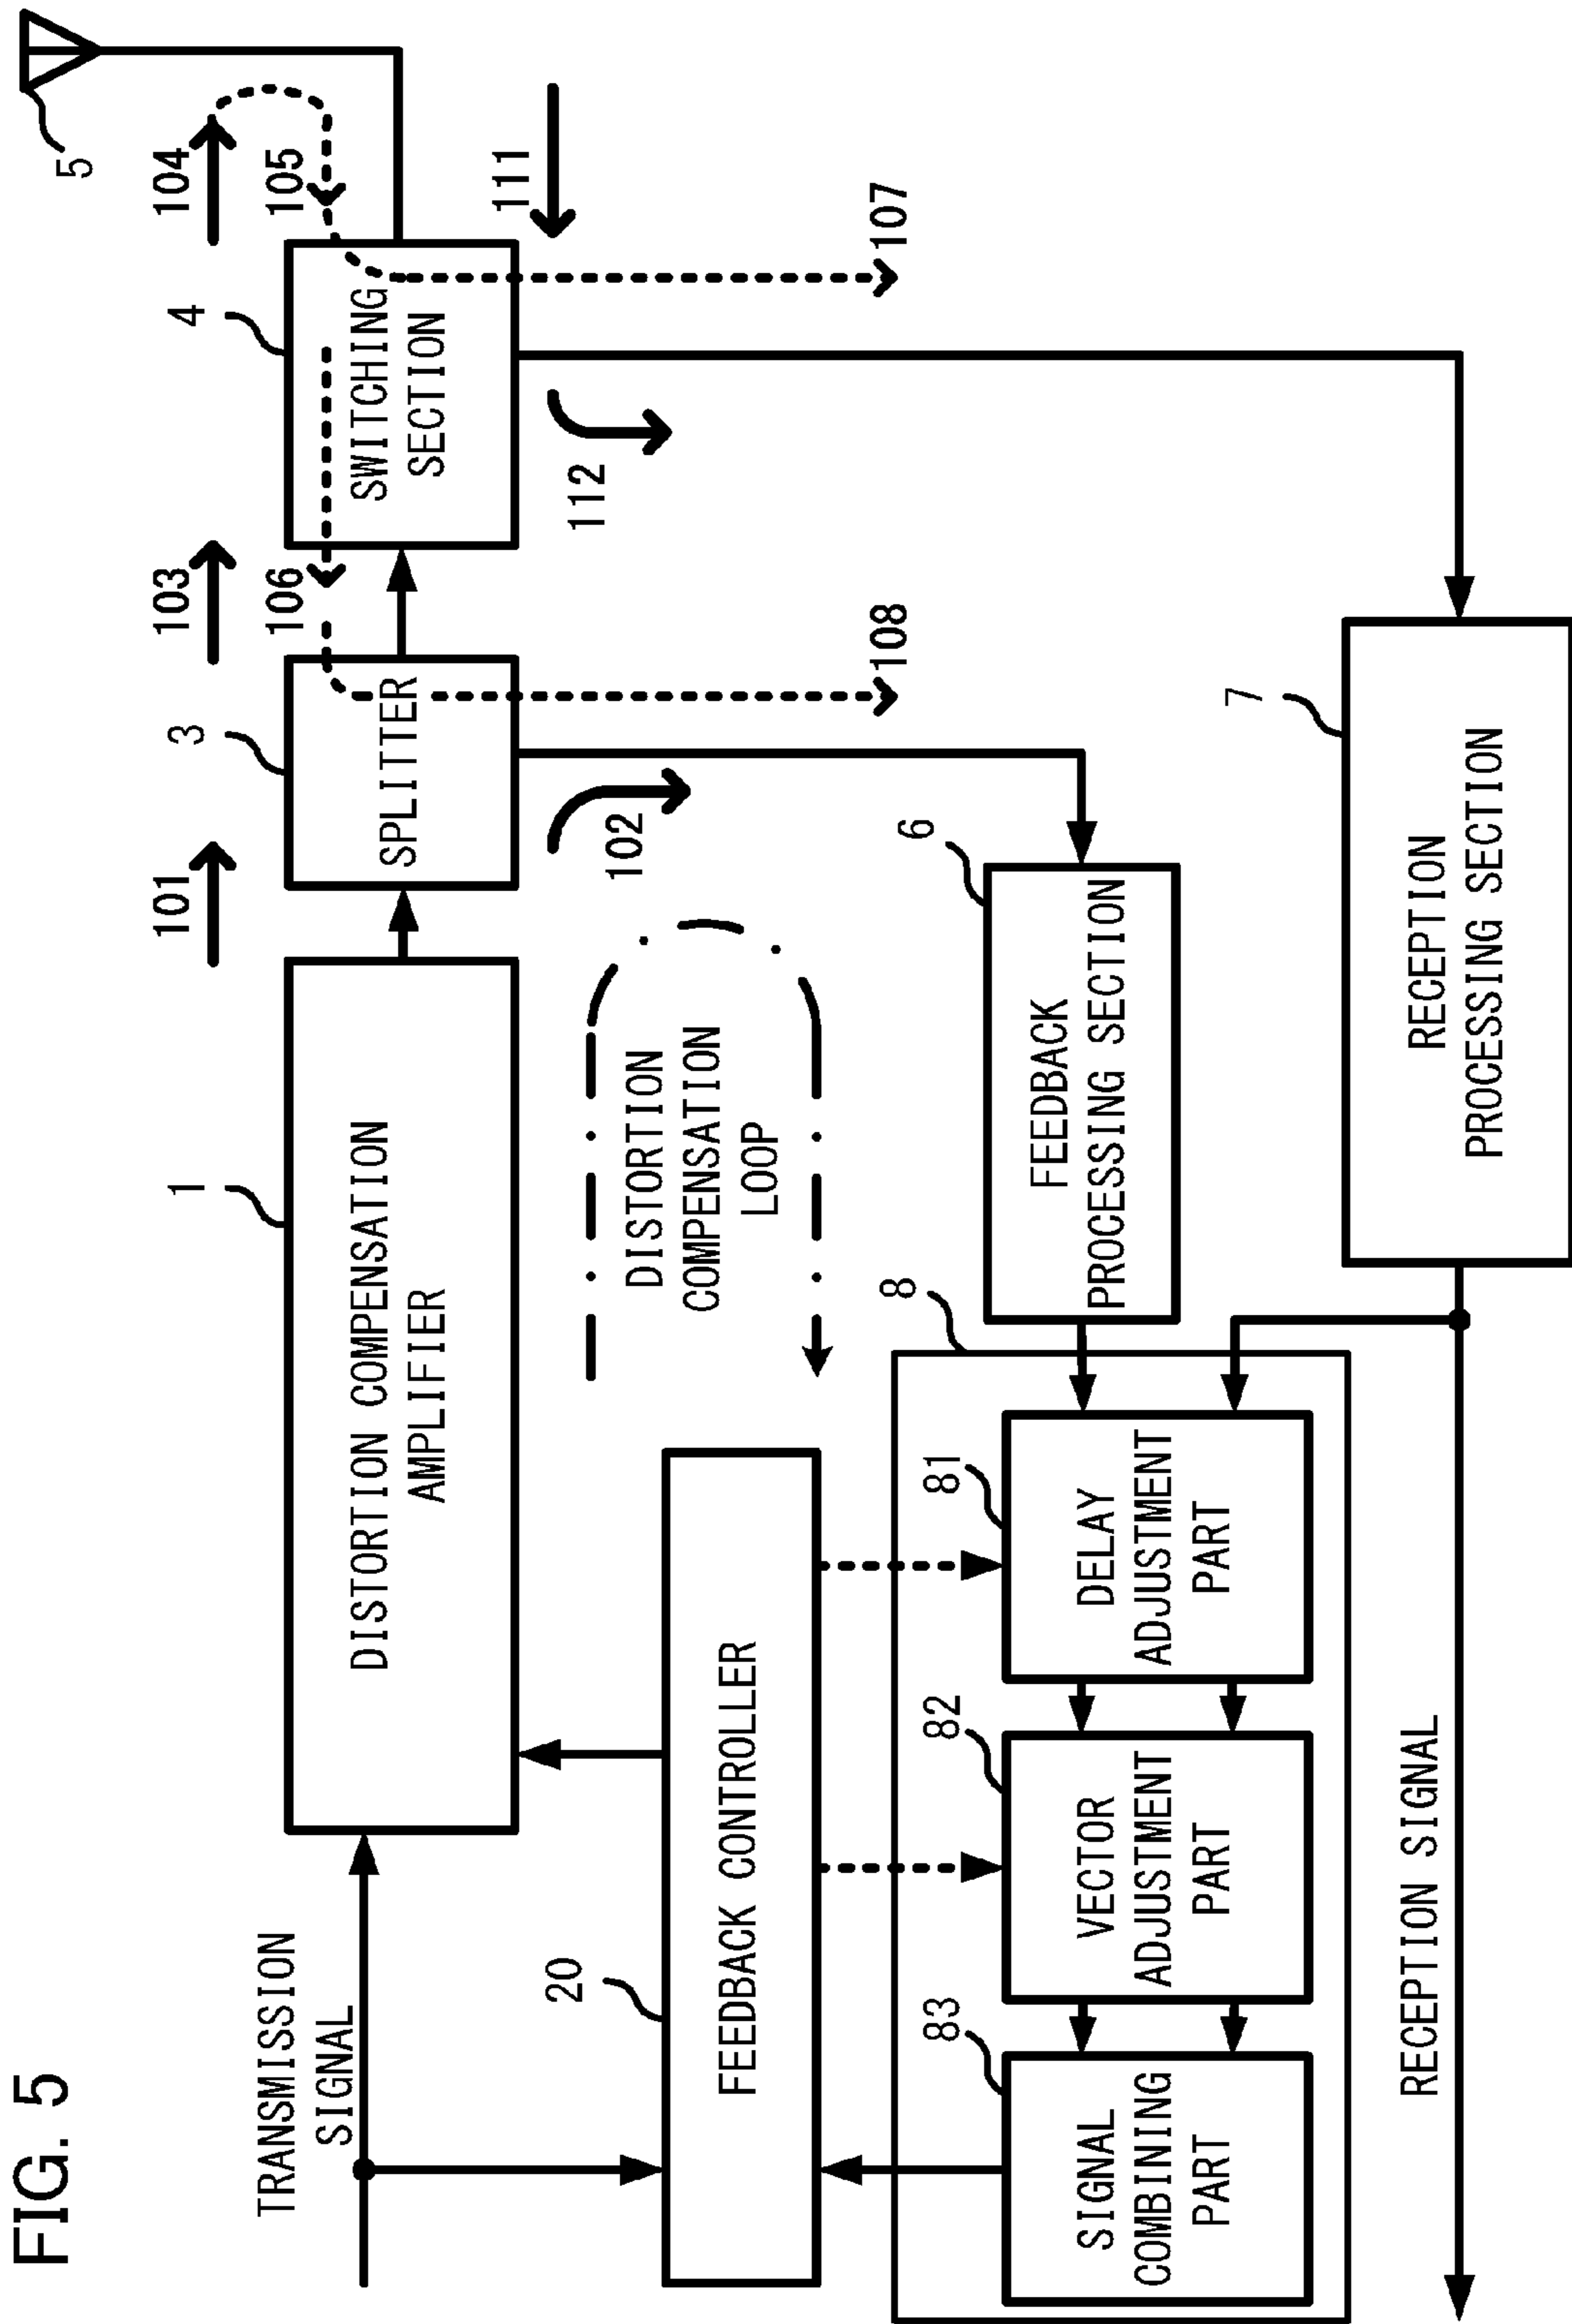 FIG. 5
TRANSMISSION
SIGNAL
1
DISTORTION COMPENSATION
AMPLIFIER
101
3
SPLITTER
102
103
106
108
4
SWITCHING
SECTION
112
104
105
111
107
5
DISTORTION
COMPENSATION
LOOP
20
FEEDBACK CONTROLLER
6
FEEDBACK
PROCESSING SECTION
8
83
SIGNAL
COMBINING
PART
82
VECTOR
ADJUSTMENT
PART
81
DELAY
ADJUSTMENT
PART
7
RECEPTION
PROCESSING SECTION
RECEPTION SIGNAL